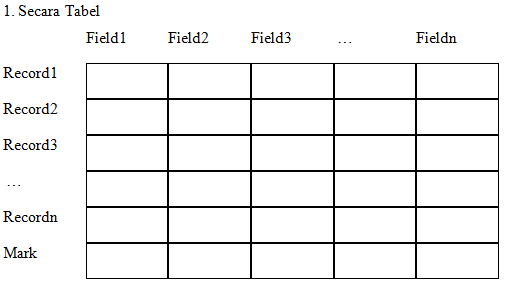 1. Secara Tabel
Field1 Field2 Field3 … Fieldn
Record1
Record2
Record3
…
Recordn
Mark